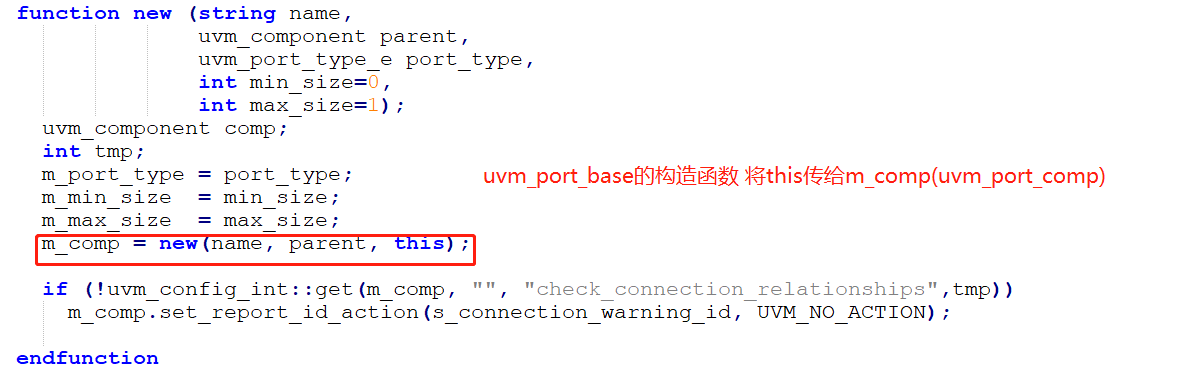 function new (string name,
uvm_component parent,
uvm_port_type_e port_type,
int min_size=0,
int max_size=1);
uvm_component comp;
int tmp;
m_port_type = port_type;
uvm_port_base的构造函数 将this传给m_comp(uvm_port_comp)
m_min_size  = min_size;
m_max_size  = max_size;
m_comp = new(name, parent, this);
if (!uvm_config_int::get(m_comp, "", "check_connection_relationships",tmp))
m_comp.set_report_id_action(s_connection_warning_id, UVM_NO_ACTION);
endfunction